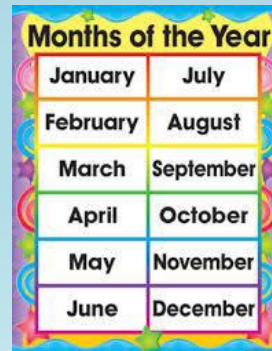 Months of the Year
January July
February August
March September
April October
May November
June December